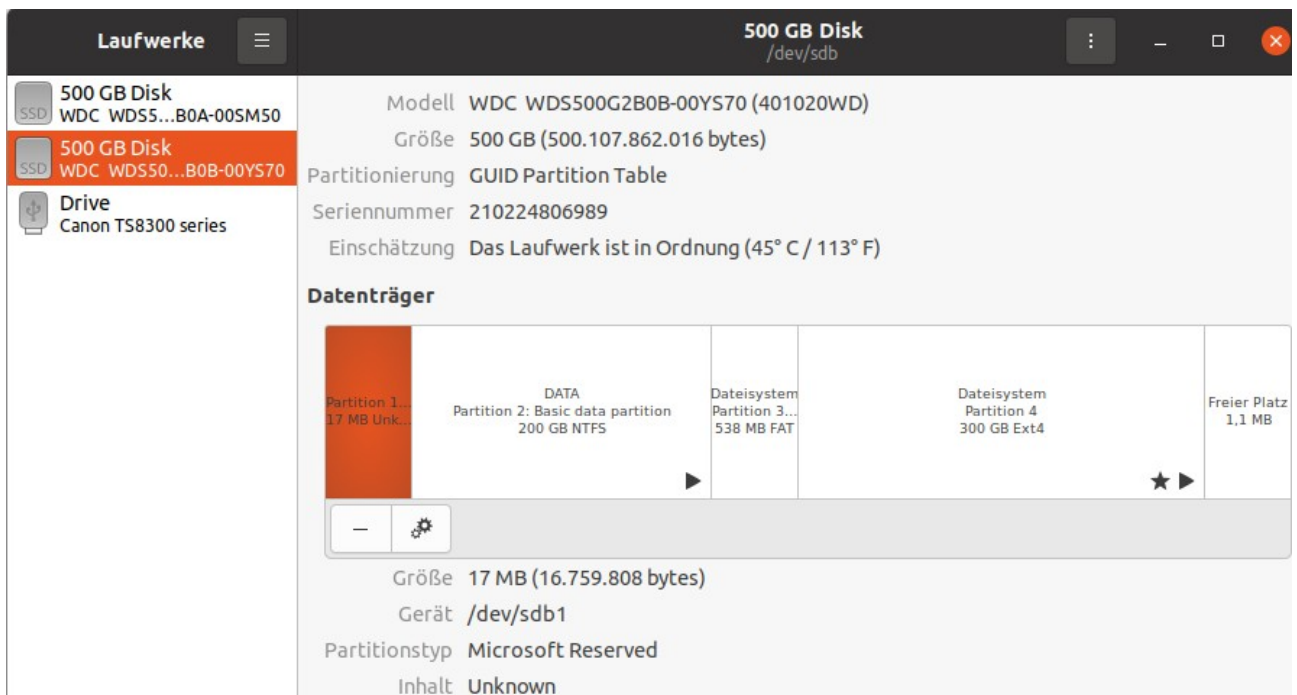 Laufwerke
500 GB Disk
/dev/sdb
500 GB Disk
WDC WDS5...B0A-00SM50
500 GB Disk
WDC WDS50...B0B-00YS70
Drive
Canon TS8300 series
SSD
SSD
Modell WDC WDS500G2B0B-00YS70 (401020WD)
Größe 500 GB (500.107.862.016 bytes)
Partitionierung GUID Partition Table
Seriennummer 210224806989
Einschätzung Das Laufwerk ist in Ordnung (45° C / 113° F)
Datenträger
Partition 1...
17 MB Unk...
DATA
Partition 2: Basic data partition
200 GB NTFS
Dateisystem
Partition 3...
538 MB FAT
Dateisystem
Partition 4
300 GB Ext4
Freier Platz
1,1 MB
Größe 17 MB (16.759.808 bytes)
Gerät /dev/sdb1
Partitionstyp Microsoft Reserved
Inhalt Unknown